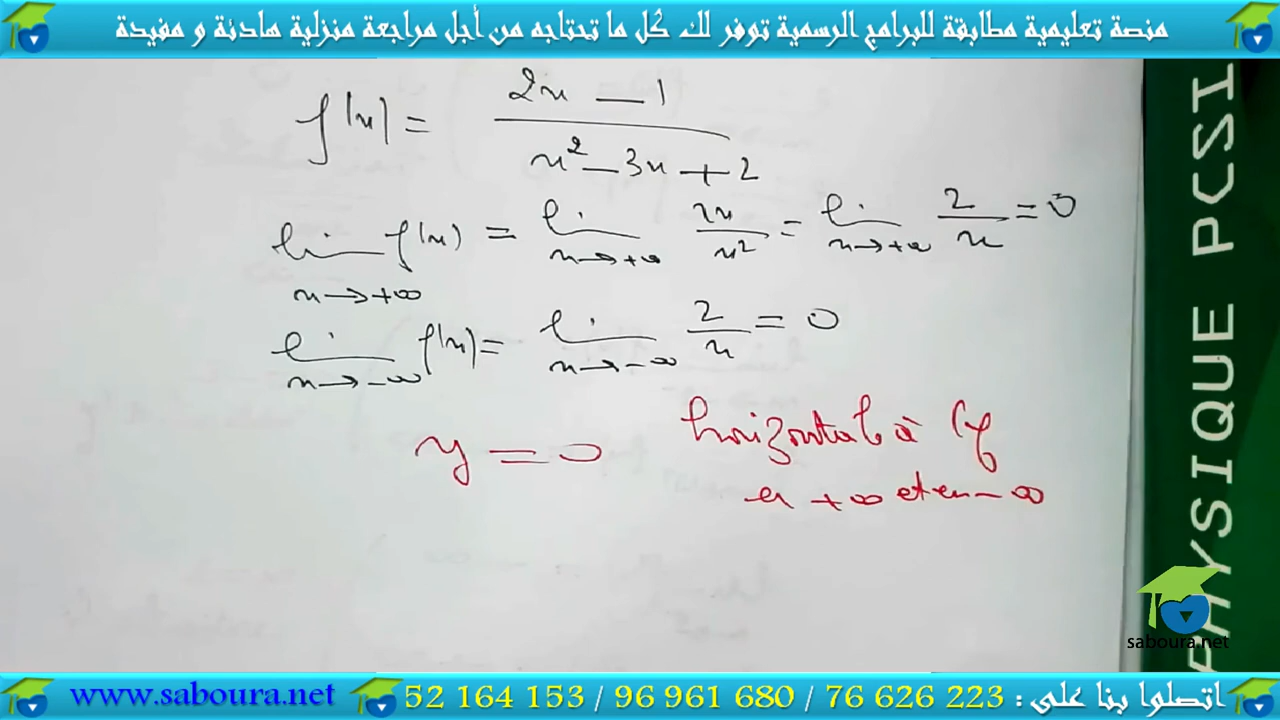 منصة تعليمية مطابقة للبرامج الرسمية توفر لك كل ما تحتاجه من أجل مراجعة منزلية هادئة و مفيدة
f(x) = (2x - 1)/(x² - 3x + 2)
lim x→+∞ f(x) = lim x→+∞ 2x/x² = lim x→+∞ 2/x = 0
lim x→-∞ f(x) = lim x→-∞ 2/x = 0
y = 0 horizontal à Cf
en +∞ et en -∞
PHYSIQUE PCSI
saboura.net
www.saboura.net 52 164 153 / 96 961 680 / 76 626 223 : اتصلوا بنا على